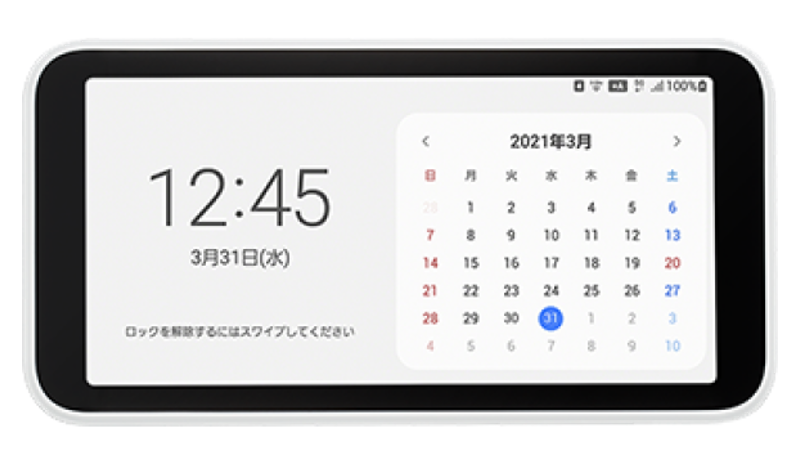 100%
12:45
3月31日(水)
ロックを解除するにはスワイプしてください
< 2021年3月 >
日 月 火 水 木 金 土
28 1 2 3 4 5 6
7 8 9 10 11 12 13
14 15 16 17 18 19 20
21 22 23 24 25 26 27
28 29 30 31 1 2 3
4 5 6 7 8 9 10